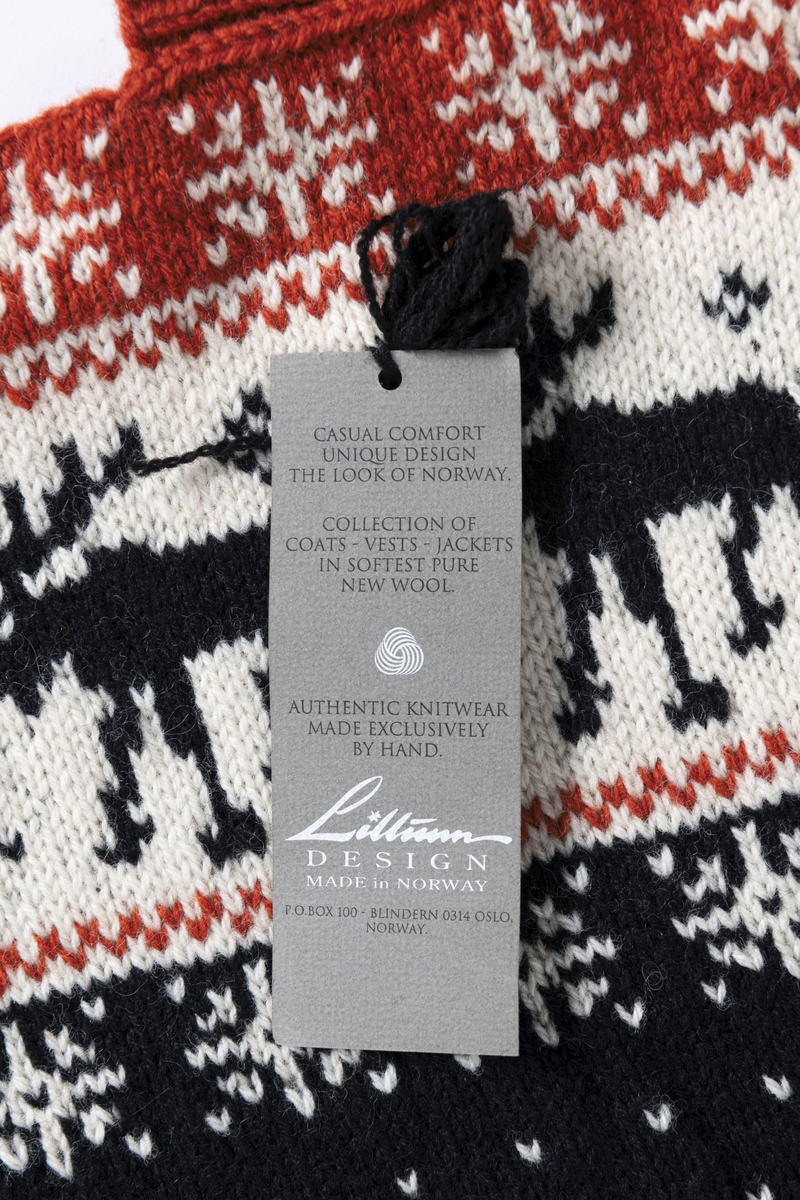 CASUAL COMFORT
UNIQUE DESIGN
THE LOOK OF NORWAY.
COLLECTION OF
COATS - VESTS - JACKETS
IN SOFTEST PURE
NEW WOOL.
AUTHENTIC KNITWEAR
MADE EXCLUSIVELY
BY HAND.
Lillunn
DESIGN
MADE in NORWAY
P.O.BOX 100 - BLINDERN 0314 OSLO,
NORWAY.